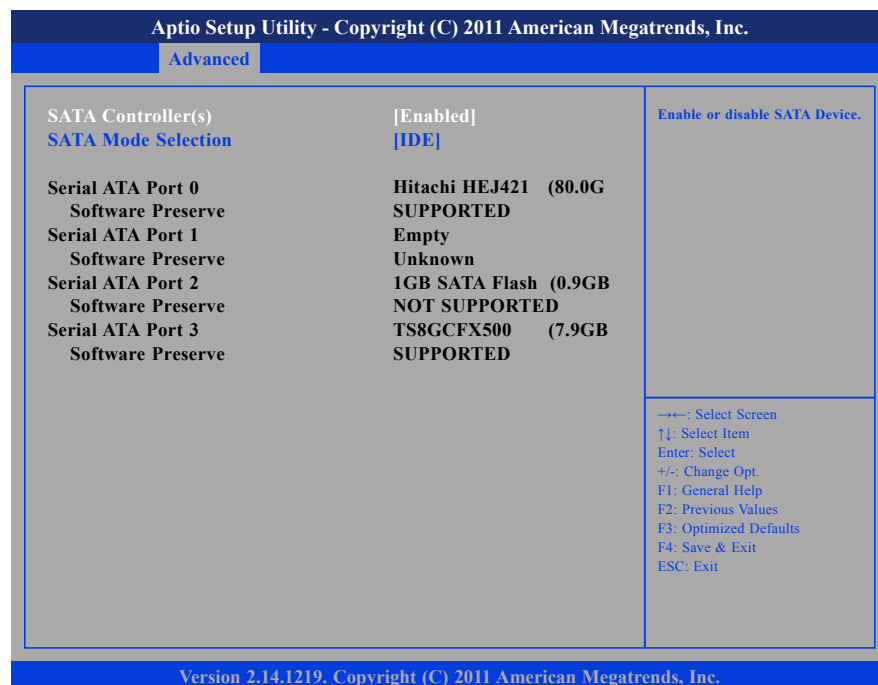 Aptio Setup Utility - Copyright (C) 2011 American Megatrends, Inc.
Advanced
SATA Controller(s) [Enabled]
SATA Mode Selection [IDE]
Serial ATA Port 0 Hitachi HEJ421 (80.0G
Software Preserve SUPPORTED
Serial ATA Port 1 Empty
Software Preserve Unknown
Serial ATA Port 2 1GB SATA Flash (0.9GB
Software Preserve NOT SUPPORTED
Serial ATA Port 3 TS8GCFX500 (7.9GB
Software Preserve SUPPORTED
Enable or disable SATA Device.
→←: Select Screen
↑↓: Select Item
Enter: Select
+/-: Change Opt.
F1: General Help
F2: Previous Values
F3: Optimized Defaults
F4: Save & Exit
ESC: Exit
Version 2.14.1219. Copyright (C) 2011 American Megatrends, Inc.